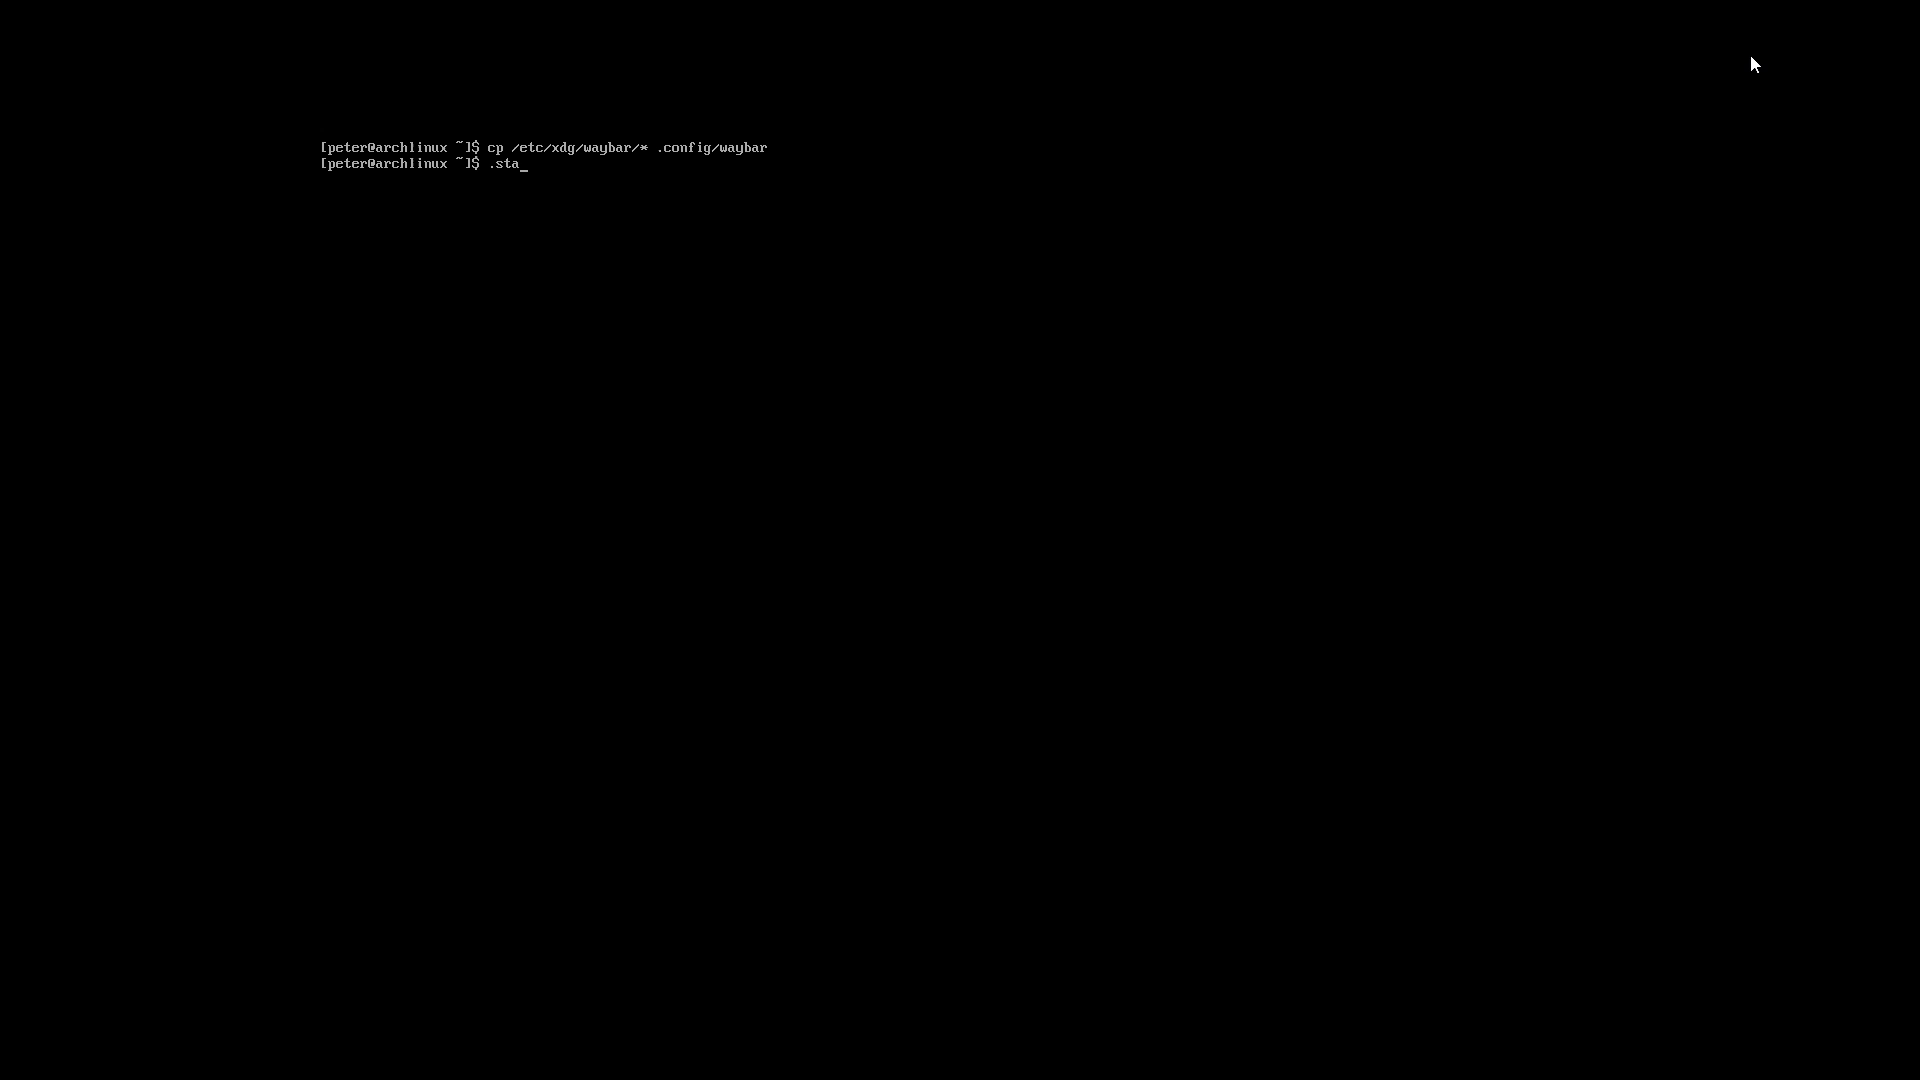 [peter@archlinux ~]$ cp /etc/xdg/waybar/* .config/waybar
[peter@archlinux ~]$ .sta_